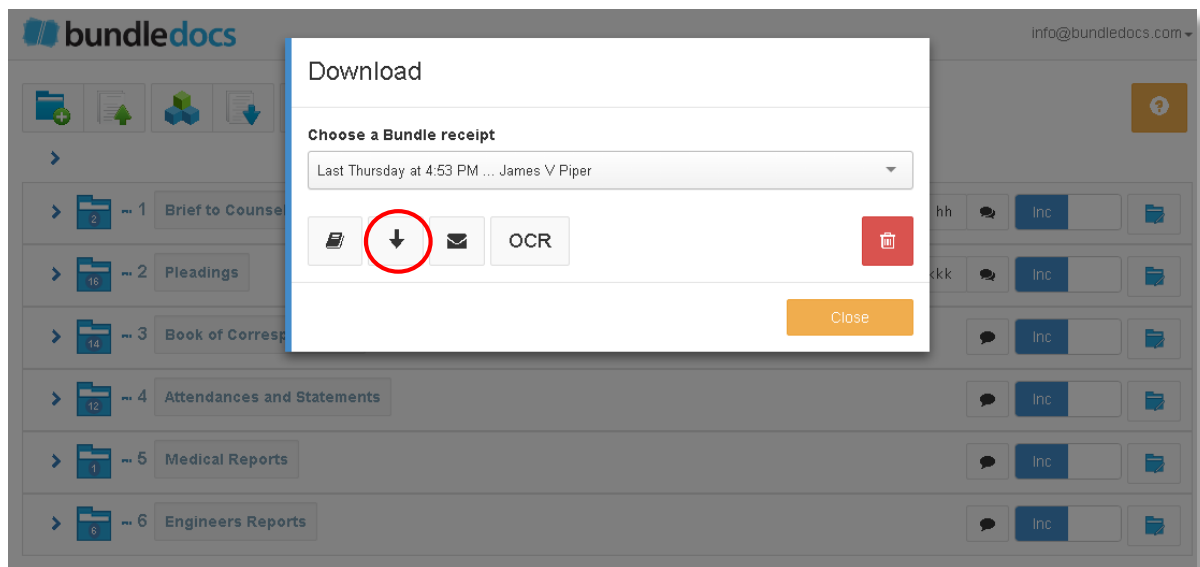 bundledocs
info@bundledocs.com
Download
Choose a Bundle receipt
Last Thursday at 4:53 PM ... James V Piper
OCR
Close
2
1
Brief to Counsel
hh
Inc
16
2
Pleadings
kkk
Inc
14
3
Book of Corresp
Inc
12
4
Attendances and Statements
Inc
1
5
Medical Reports
Inc
6
6
Engineers Reports
Inc